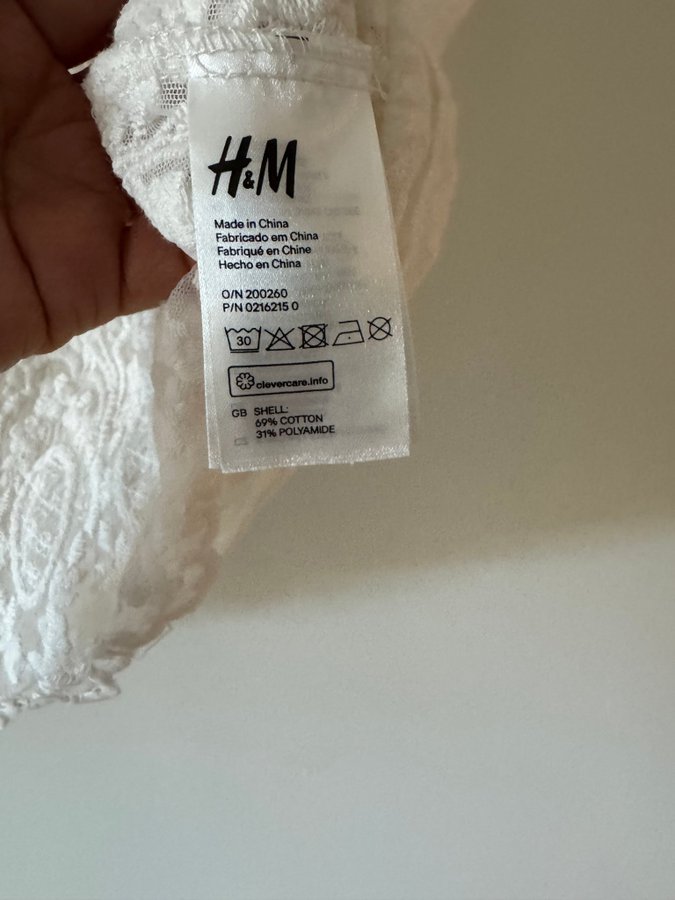 H&M
Made in China
Fabricado em China
Fabriqué en Chine
Hecho en China
O/N 200260
P/N 0216215 0
30
clevercare.info
GB SHELL:
69% COTTON
31% POLYAMIDE